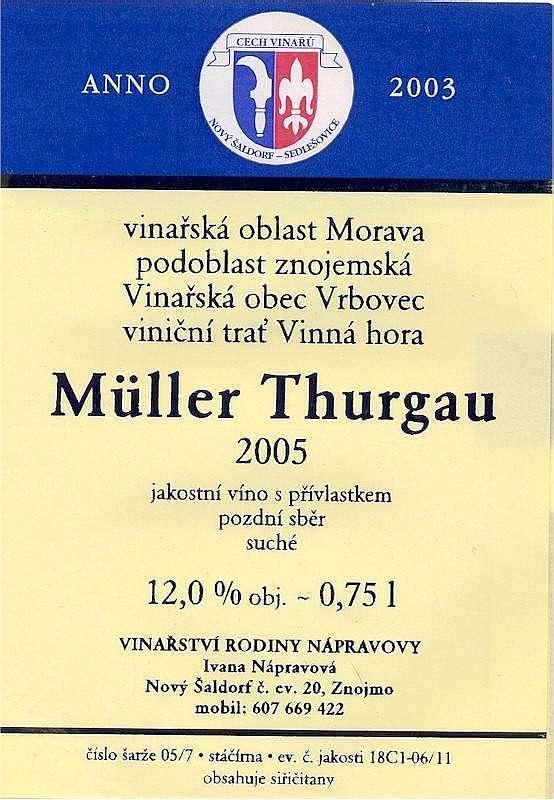 CECH VINAŘŮ
ANNO 2003
NOVÝ ŠALDORF – SEDLEŠOVICE
vinařská oblast Morava
podoblast znojemská
Vinařská obec Vrbovec
viniční trať Vinná hora
Müller Thurgau
2005
jakostní víno s přívlastkem
pozdní sběr
suché
12,0 % obj. ~ 0,75 l
VINAŘSTVÍ RODINY NÁPRAVOVY
Ivana Nápravová
Nový Šaldorf č. ev. 20, Znojmo
mobil: 607 669 422
číslo šarže 05/7 • stáčírna • ev. č. jakosti 18C1-06/11
obsahuje siřičitany